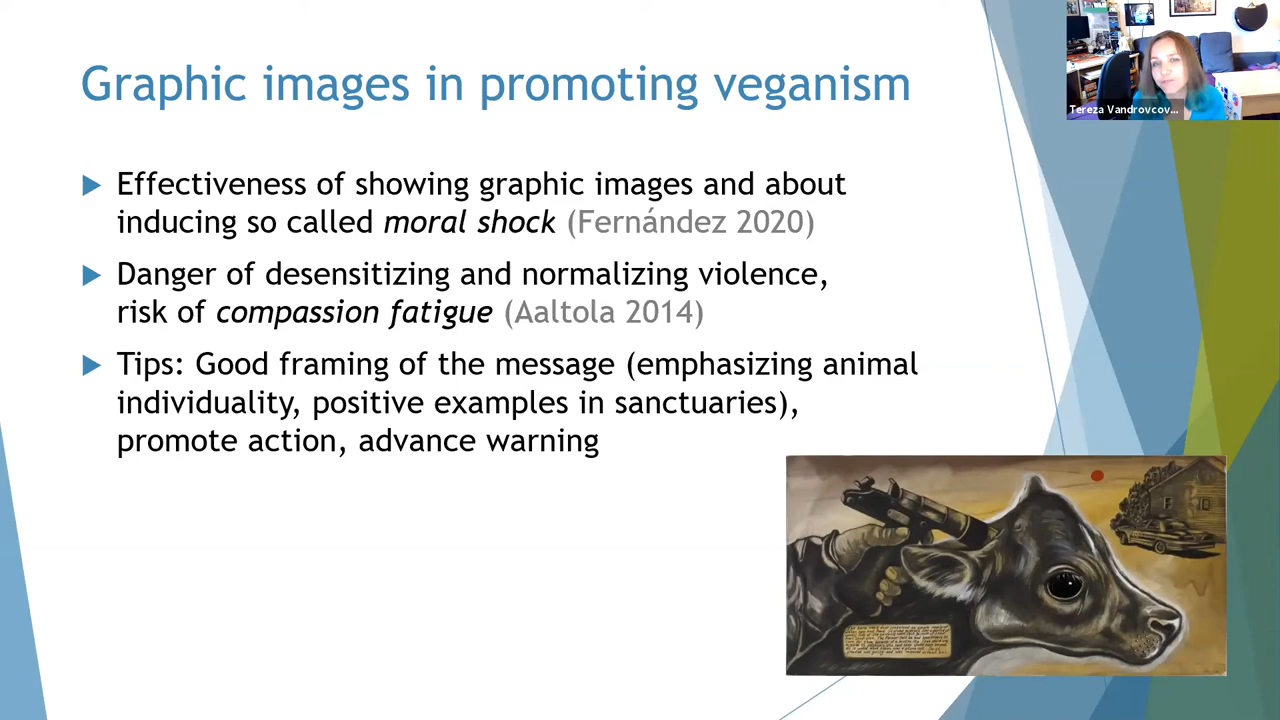 Graphic images in promoting veganism
Tereza Vandrovcov...
Effectiveness of showing graphic images and about
inducing so called moral shock (Fernández 2020)
Danger of desensitizing and normalizing violence,
risk of compassion fatigue (Aaltola 2014)
Tips: Good framing of the message (emphasizing animal
individuality, positive examples in sanctuaries),
promote action, advance warning